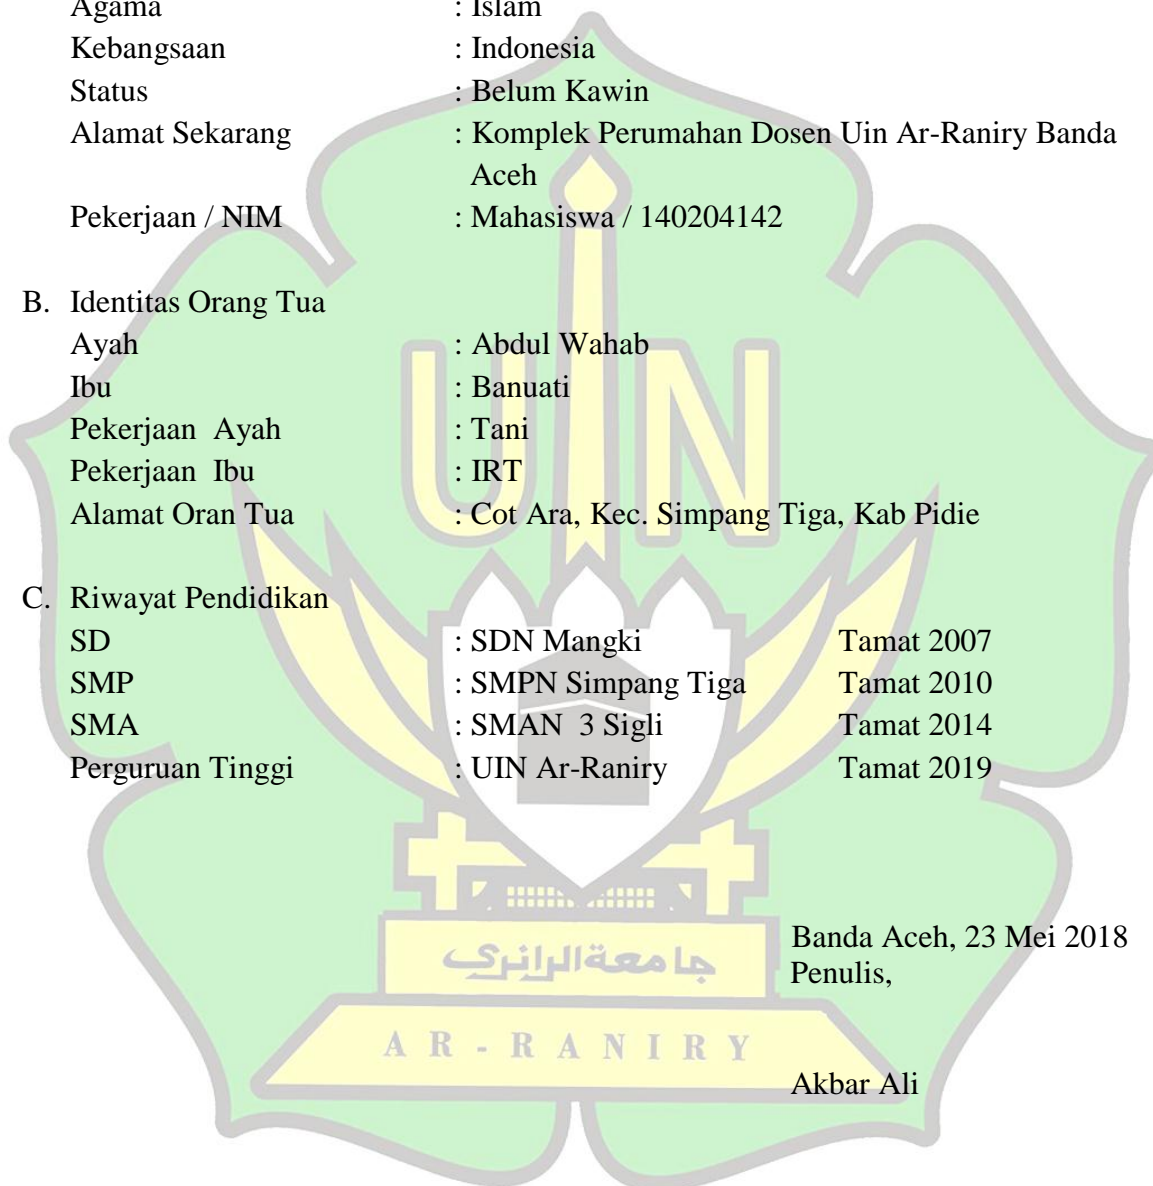 Agama : Islam
Kebangsaan : Indonesia
Status : Belum Kawin
Alamat Sekarang : Komplek Perumahan Dosen Uin Ar-Raniry Banda
Aceh
Pekerjaan / NIM : Mahasiswa / 140204142
B. Identitas Orang Tua
Ayah : Abdul Wahab
Ibu : Banuati
Pekerjaan Ayah : Tani
Pekerjaan Ibu : IRT
Alamat Oran Tua : Cot Ara, Kec. Simpang Tiga, Kab Pidie
C. Riwayat Pendidikan
SD : SDN Mangki Tamat 2007
SMP : SMPN Simpang Tiga Tamat 2010
SMA : SMAN 3 Sigli Tamat 2014
Perguruan Tinggi : UIN Ar-Raniry Tamat 2019
Banda Aceh, 23 Mei 2018
Penulis,
Akbar Ali
UIN
جامعة الرانري
AR-RANIRY